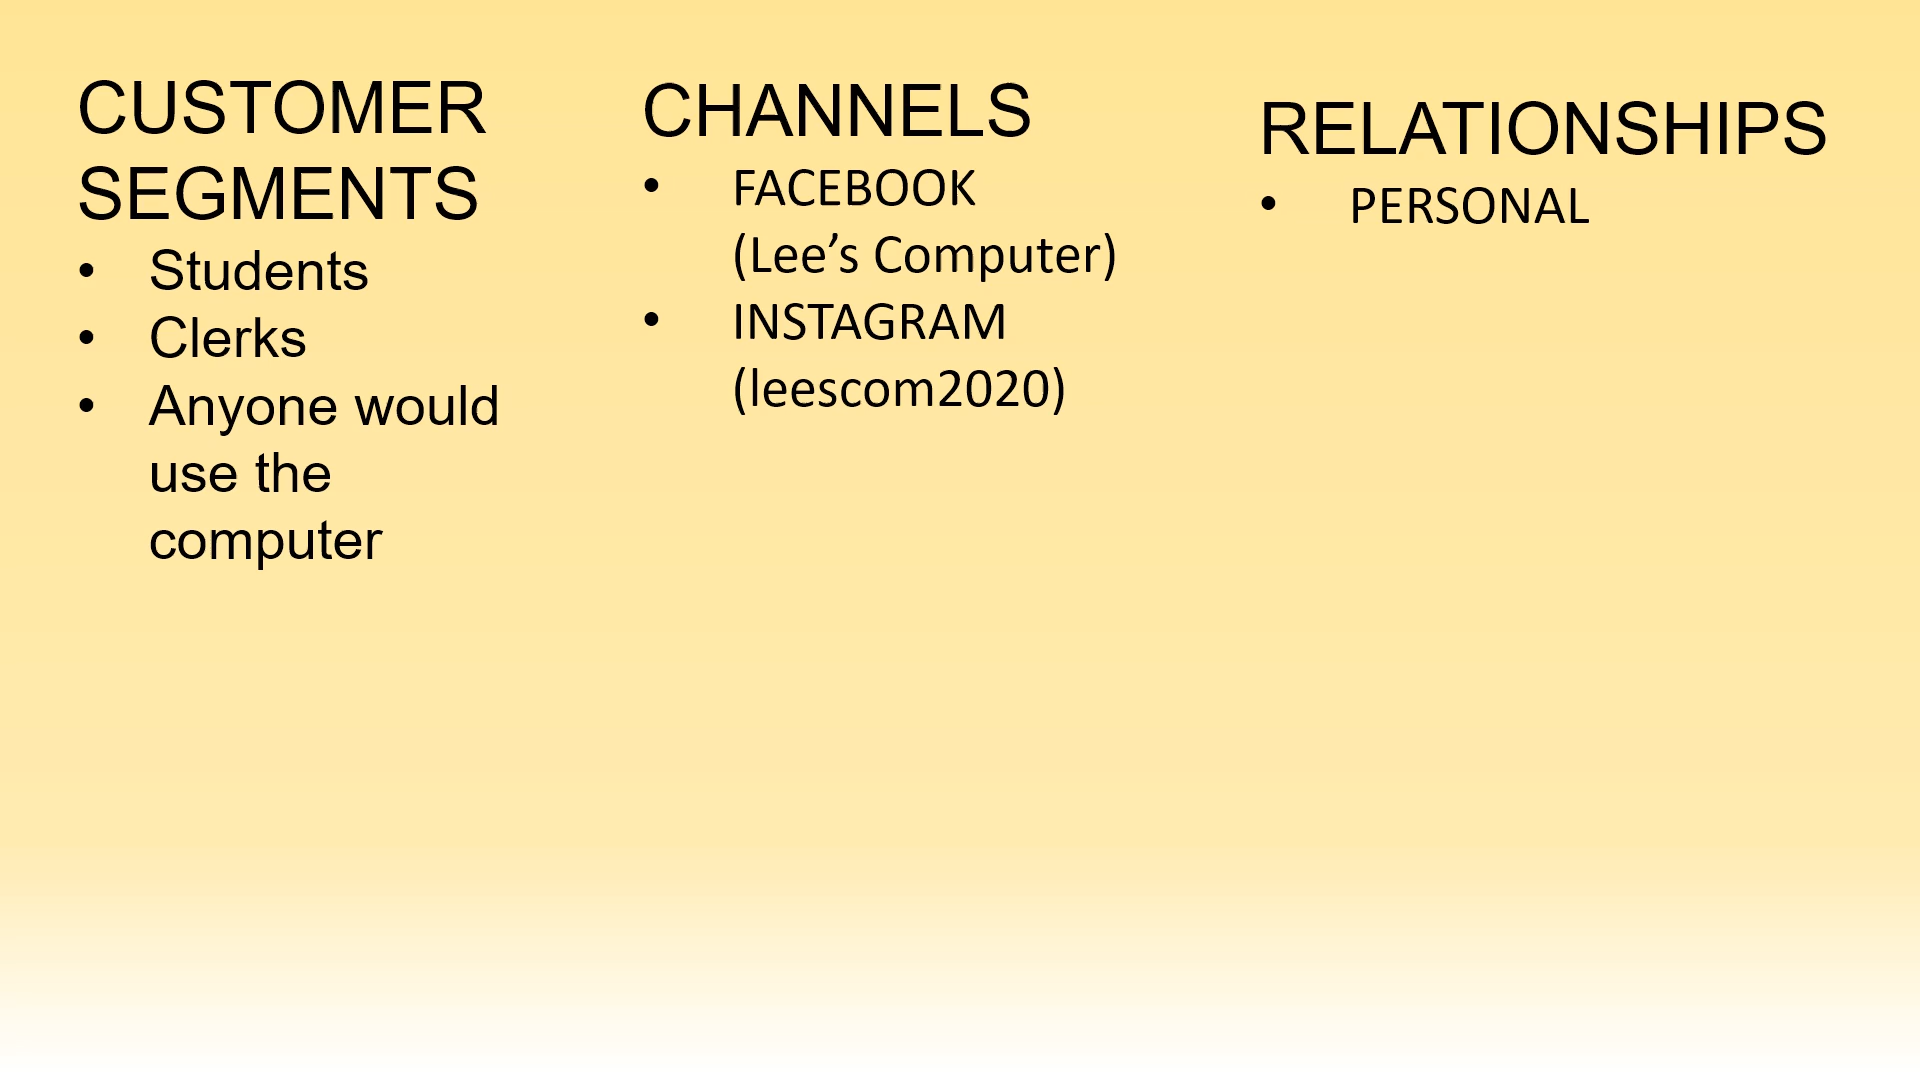 CUSTOMER
SEGMENTS
• Students
• Clerks
• Anyone would
use the
computer
CHANNELS
• FACEBOOK
(Lee’s Computer)
• INSTAGRAM
(leescom2020)
RELATIONSHIPS
• PERSONAL